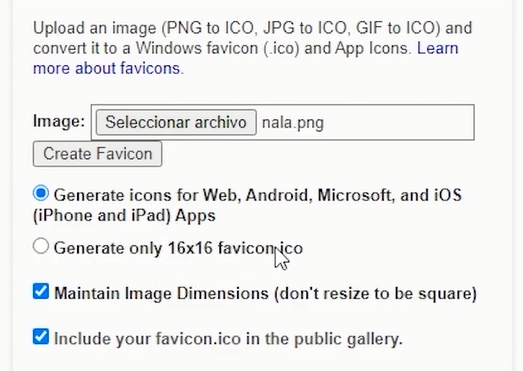 Upload an image (PNG to ICO, JPG to ICO, GIF to ICO) and
convert it to a Windows favicon (.ico) and App Icons. Learn
more about favicons.
Image: Seleccionar archivo nala.png
Create Favicon
Generate icons for Web, Android, Microsoft, and iOS
(iPhone and iPad) Apps
Generate only 16x16 favicon.ico
Maintain Image Dimensions (don't resize to be square)
Include your favicon.ico in the public gallery.